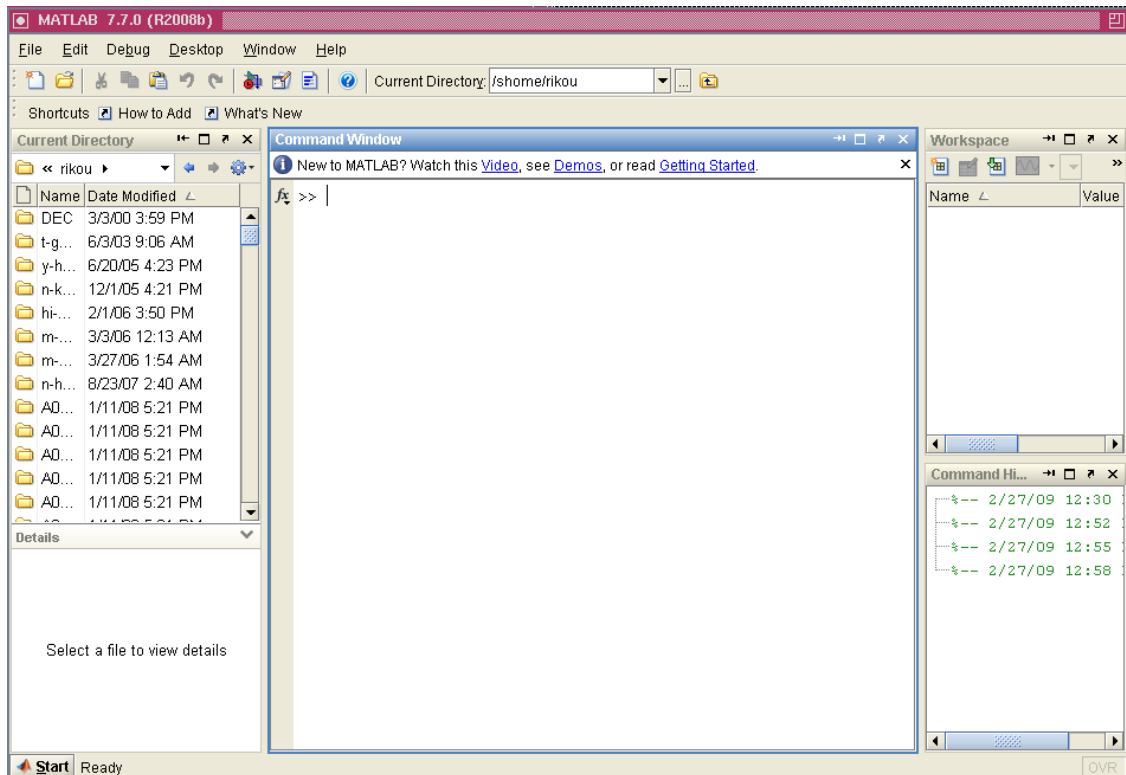 MATLAB 7.7.0 (R2008b)
File Edit Debug Desktop Window Help
Current Directory: /shome/rikou
Shortcuts How to Add What's New
Current Directory
« rikou
Name Date Modified
DEC 3/3/00 3:59 PM
t-g... 6/3/03 9:06 AM
y-h... 6/20/05 4:23 PM
n-k... 12/1/05 4:21 PM
hi-... 2/1/06 3:50 PM
m-... 3/3/06 12:13 AM
m-... 3/27/06 1:54 AM
n-h... 8/23/07 2:40 AM
A0... 1/11/08 5:21 PM
A0... 1/11/08 5:21 PM
A0... 1/11/08 5:21 PM
A0... 1/11/08 5:21 PM
A0... 1/11/08 5:21 PM
Details
Select a file to view details
Command Window
New to MATLAB? Watch this Video, see Demos, or read Getting Started.
fx >>
Workspace
»
Name Value
Command Hi...
%-- 2/27/09 12:30
%-- 2/27/09 12:52
%-- 2/27/09 12:55
%-- 2/27/09 12:58
Start Ready
OVR